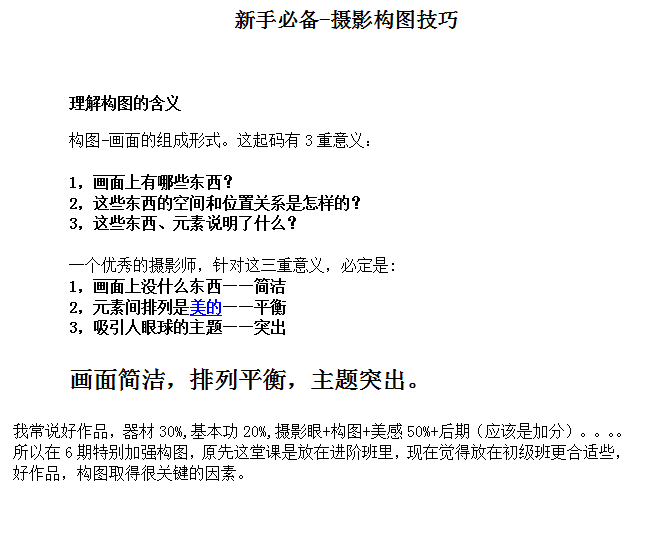 新手必备-摄影构图技巧
理解构图的含义
构图-画面的组成形式。这起码有3重意义：
1，画面上有哪些东西？
2，这些东西的空间和位置关系是怎样的？
3，这些东西、元素说明了什么？
一个优秀的摄影师，针对这三重意义，必定是：
1，画面上没什么东西——简洁
2，元素间排列是美的——平衡
3，吸引人眼球的主题——突出
画面简洁，排列平衡，主题突出。
我常说好作品，器材30%,基本功20%,摄影眼+构图+美感50%+后期（应该是加分）。。。。
所以在6期特别加强构图，原先这堂课是放在进阶班里，现在觉得放在初级班更合适些，
好作品，构图取得很关键的因素。